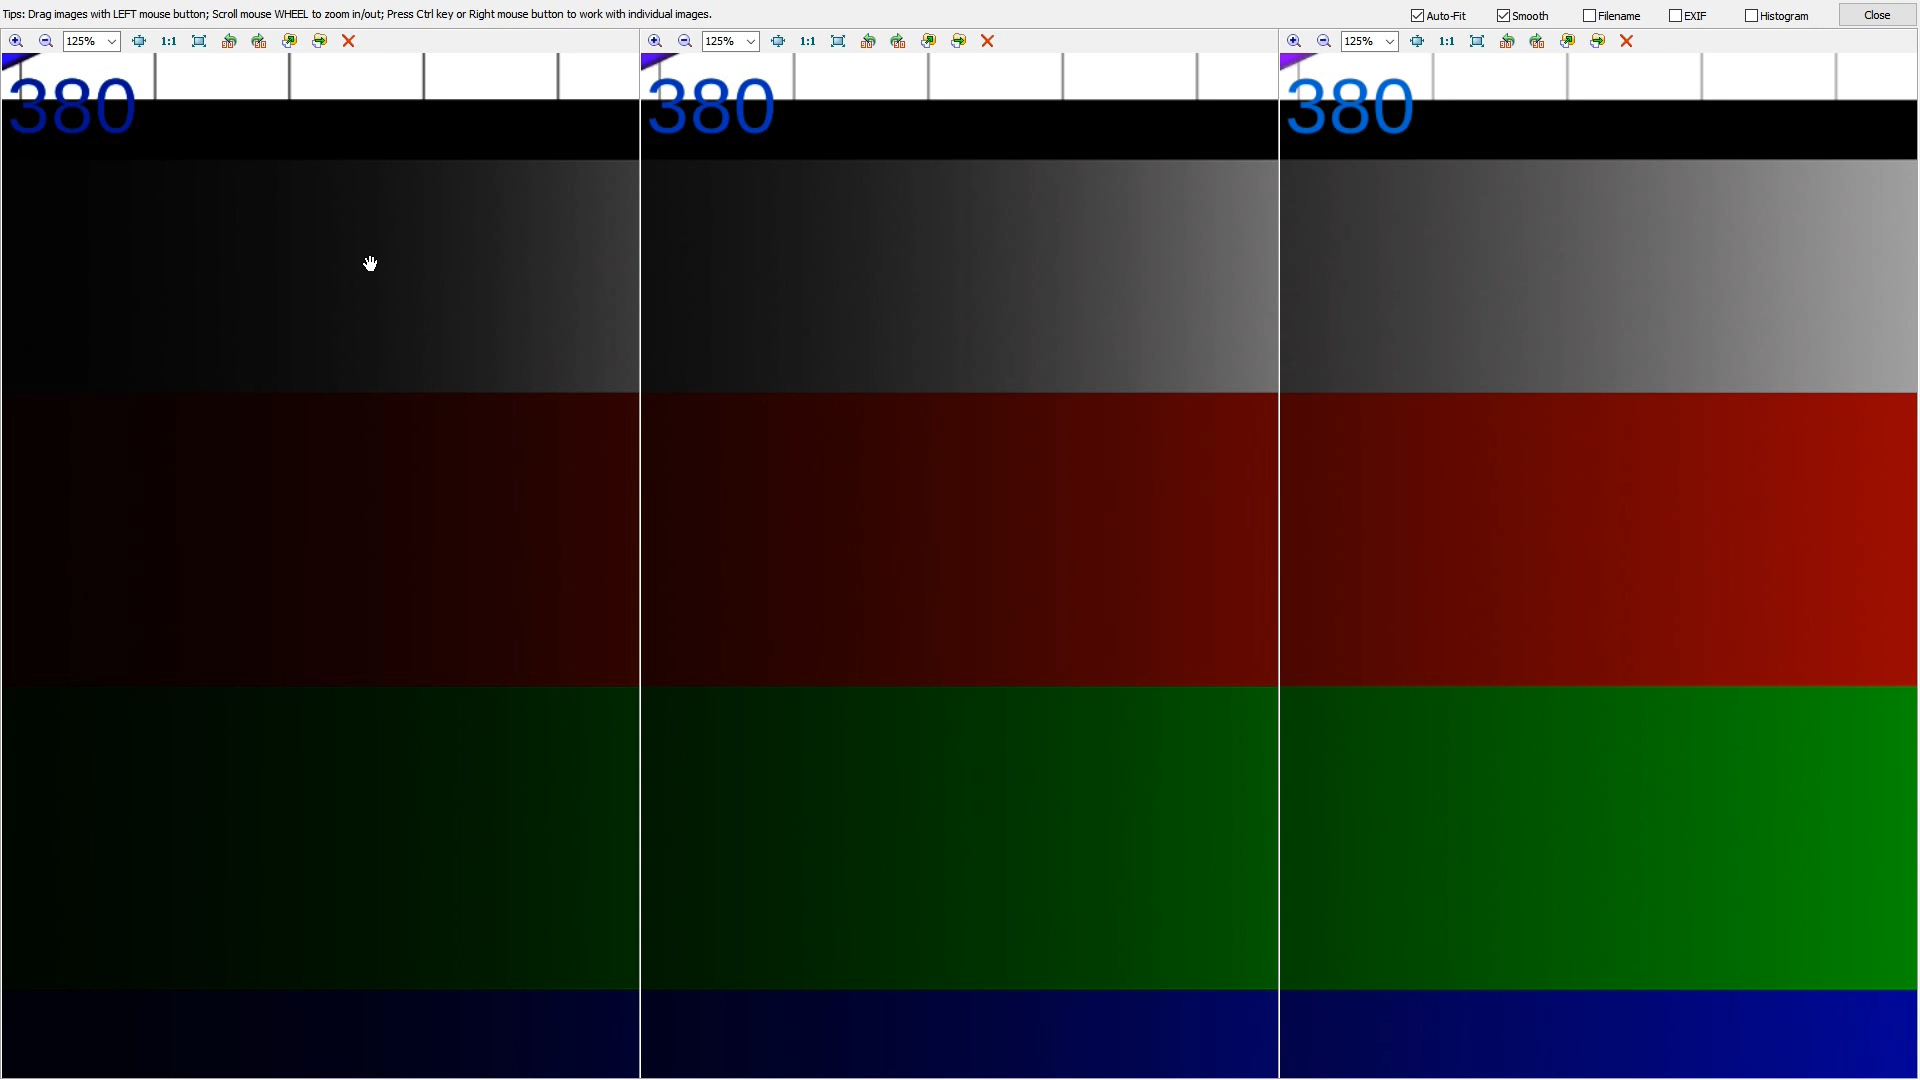 Tips: Drag images with LEFT mouse button; Scroll mouse WHEEL to zoom in/out; Press Ctrl key or Right mouse button to work with individual images.
Auto-Fit Smooth Filename EXIF Histogram Close
125% 1:1 125% 1:1 125% 1:1
380 380 380